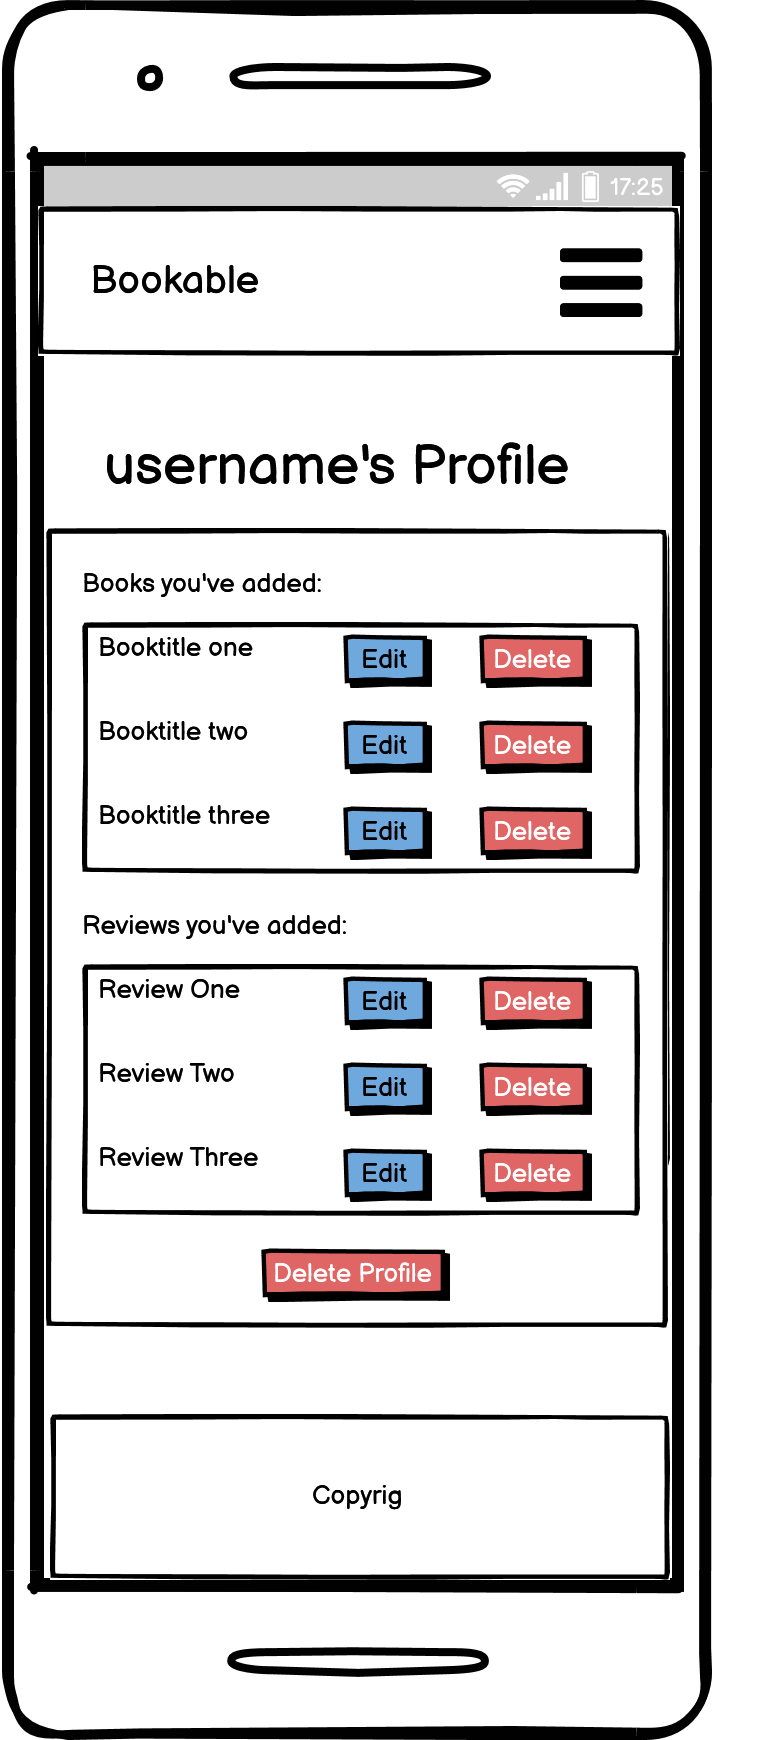 17:25
Bookable
username's Profile
Books you've added:
Booktitle one Edit Delete
Booktitle two Edit Delete
Booktitle three Edit Delete
Reviews you've added:
Review One Edit Delete
Review Two Edit Delete
Review Three Edit Delete
Delete Profile
Copyrig